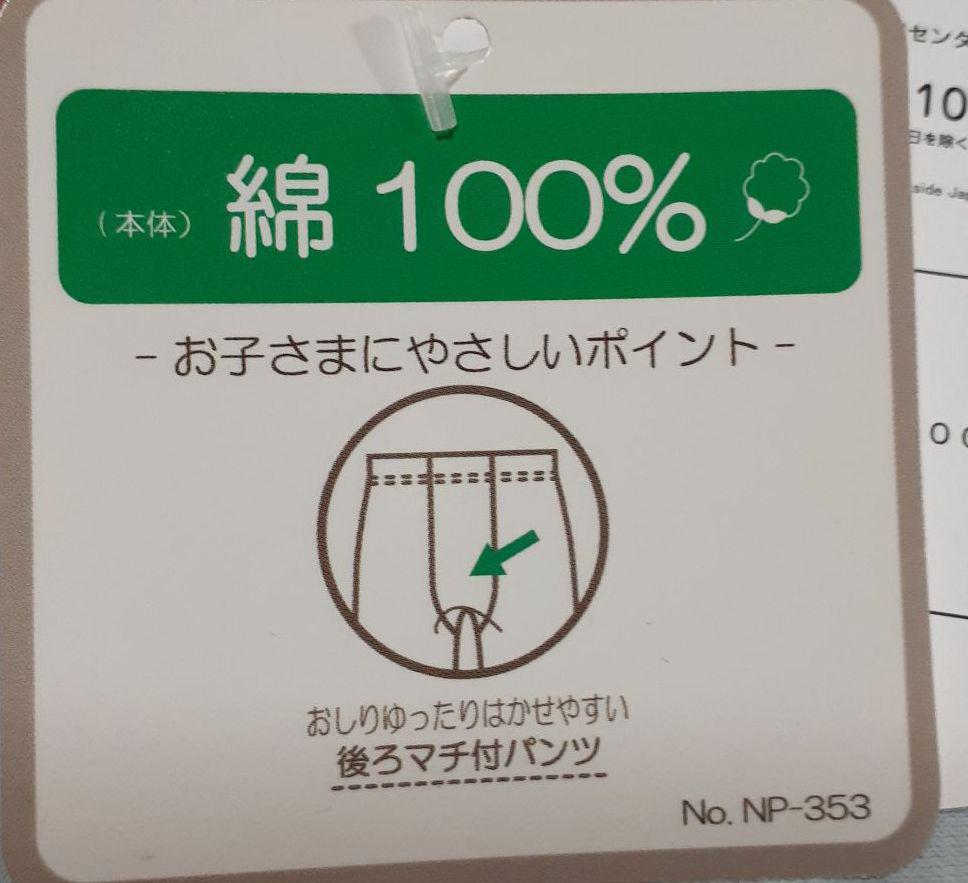 (本体) 綿 100%
- お子さまにやさしいポイント -
おしりゆったりはかせやすい
後ろマチ付パンツ
No. NP-353
センタ
10
日を除く
side Ja